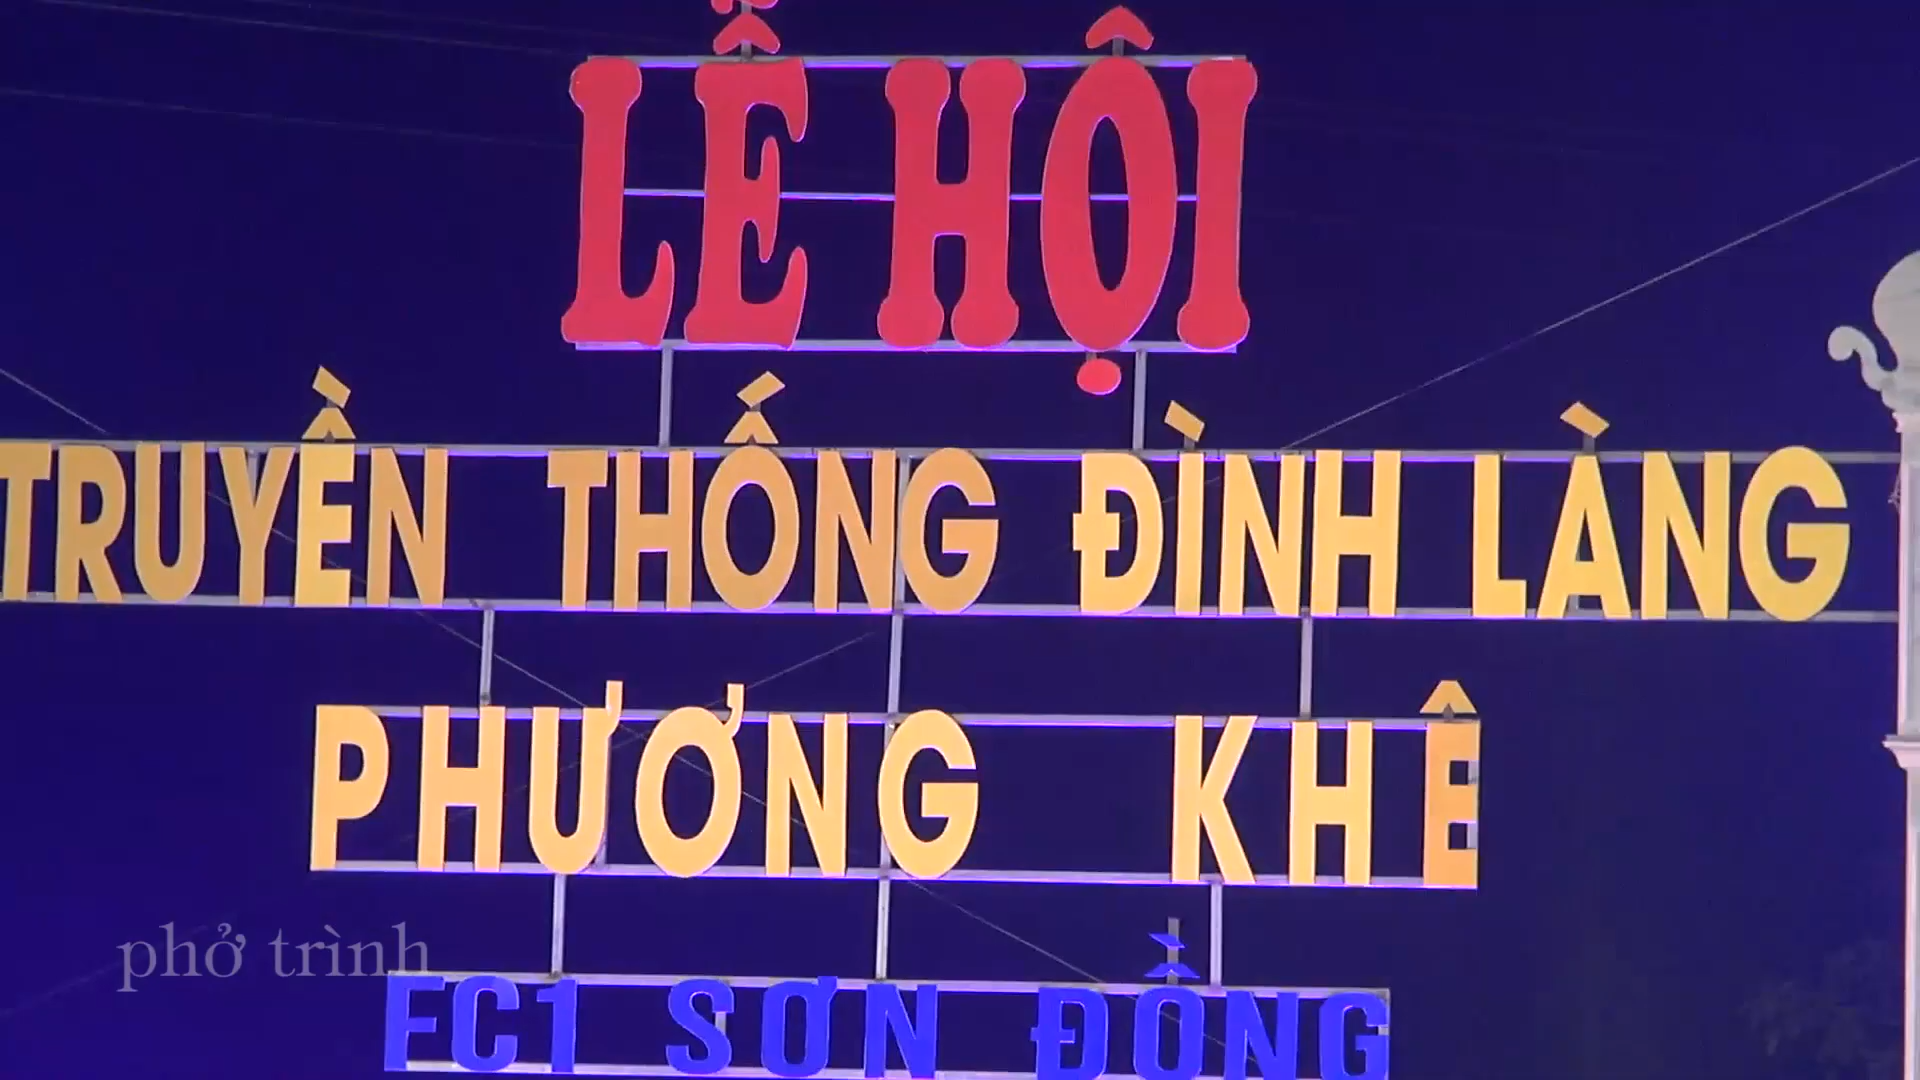 LỄ HỘI
TRUYỀN THỐNG ĐÌNH LÀNG
PHƯƠNG KHÊ
phở trình
FC1 SƠN ĐỒNG